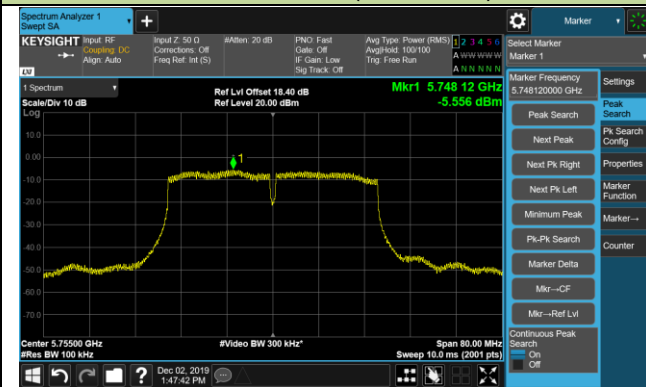 Spectrum Analyzer 1
Swept SA
+
Marker
KEYSIGHT
Input: RF
Coupling: DC
Align: Auto
Input Z: 50 Ω
Corrections: Off
Freq Ref: Int (S)
#Atten: 20 dB
PNO: Fast
Gate: Off
IF Gain: Low
Sig Track: Off
Avg Type: Power (RMS)
Avg|Hold: 100/100
Trig: Free Run
1 2 3 4 5 6
A W W W W W
A N N N N N
LXI
Select Marker
Marker 1
1 Spectrum
Scale/Div 10 dB
Log
Ref Lvl Offset 18.40 dB
Ref Level 20.00 dBm
Mkr1 5.748 12 GHz
-5.556 dBm
10.0
0.00
-10.0
-20.0
-30.0
-40.0
-50.0
-60.0
-70.0
1
Center 5.75500 GHz
#Res BW 100 kHz
#Video BW 300 kHz*
Span 80.00 MHz
Sweep 10.0 ms (2001 pts)
Marker Frequency
5.748120000 GHz
Peak Search
Next Peak
Next Pk Right
Next Pk Left
Minimum Peak
Pk-Pk Search
Marker Delta
Mkr→CF
Mkr→Ref Lvl
Continuous Peak
Search
On
Off
Settings
Peak
Search
Pk Search
Config
Properties
Marker
Function
Marker→
Counter
?
Dec 02, 2019
1:47:42 PM